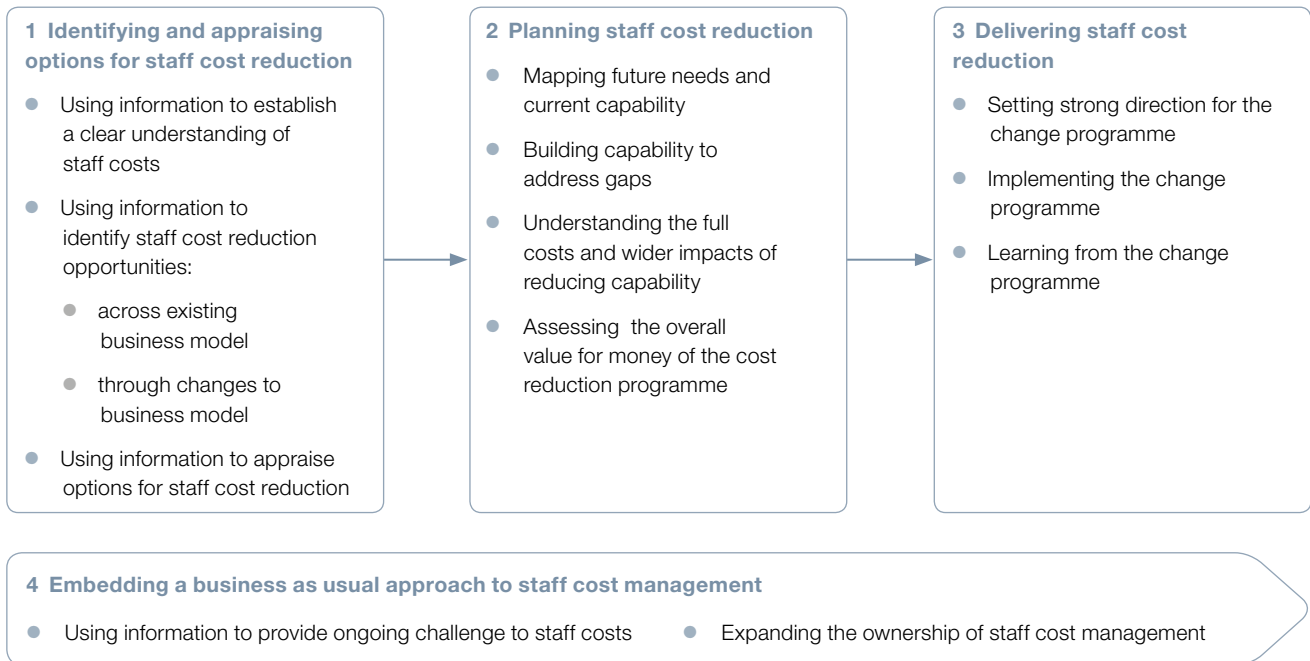 1 Identifying and appraising
options for staff cost reduction
● Using information to establish
a clear understanding of
staff costs
● Using information to
identify staff cost reduction
opportunities:
● across existing
business model
● through changes to
business model
● Using information to appraise
options for staff cost reduction
2 Planning staff cost reduction
● Mapping future needs and
current capability
● Building capability to
address gaps
● Understanding the full
costs and wider impacts of
reducing capability
● Assessing the overall
value for money of the cost
reduction programme
3 Delivering staff cost
reduction
● Setting strong direction for the
change programme
● Implementing the change
programme
● Learning from the change
programme
4 Embedding a business as usual approach to staff cost management
● Using information to provide ongoing challenge to staff costs ● Expanding the ownership of staff cost management